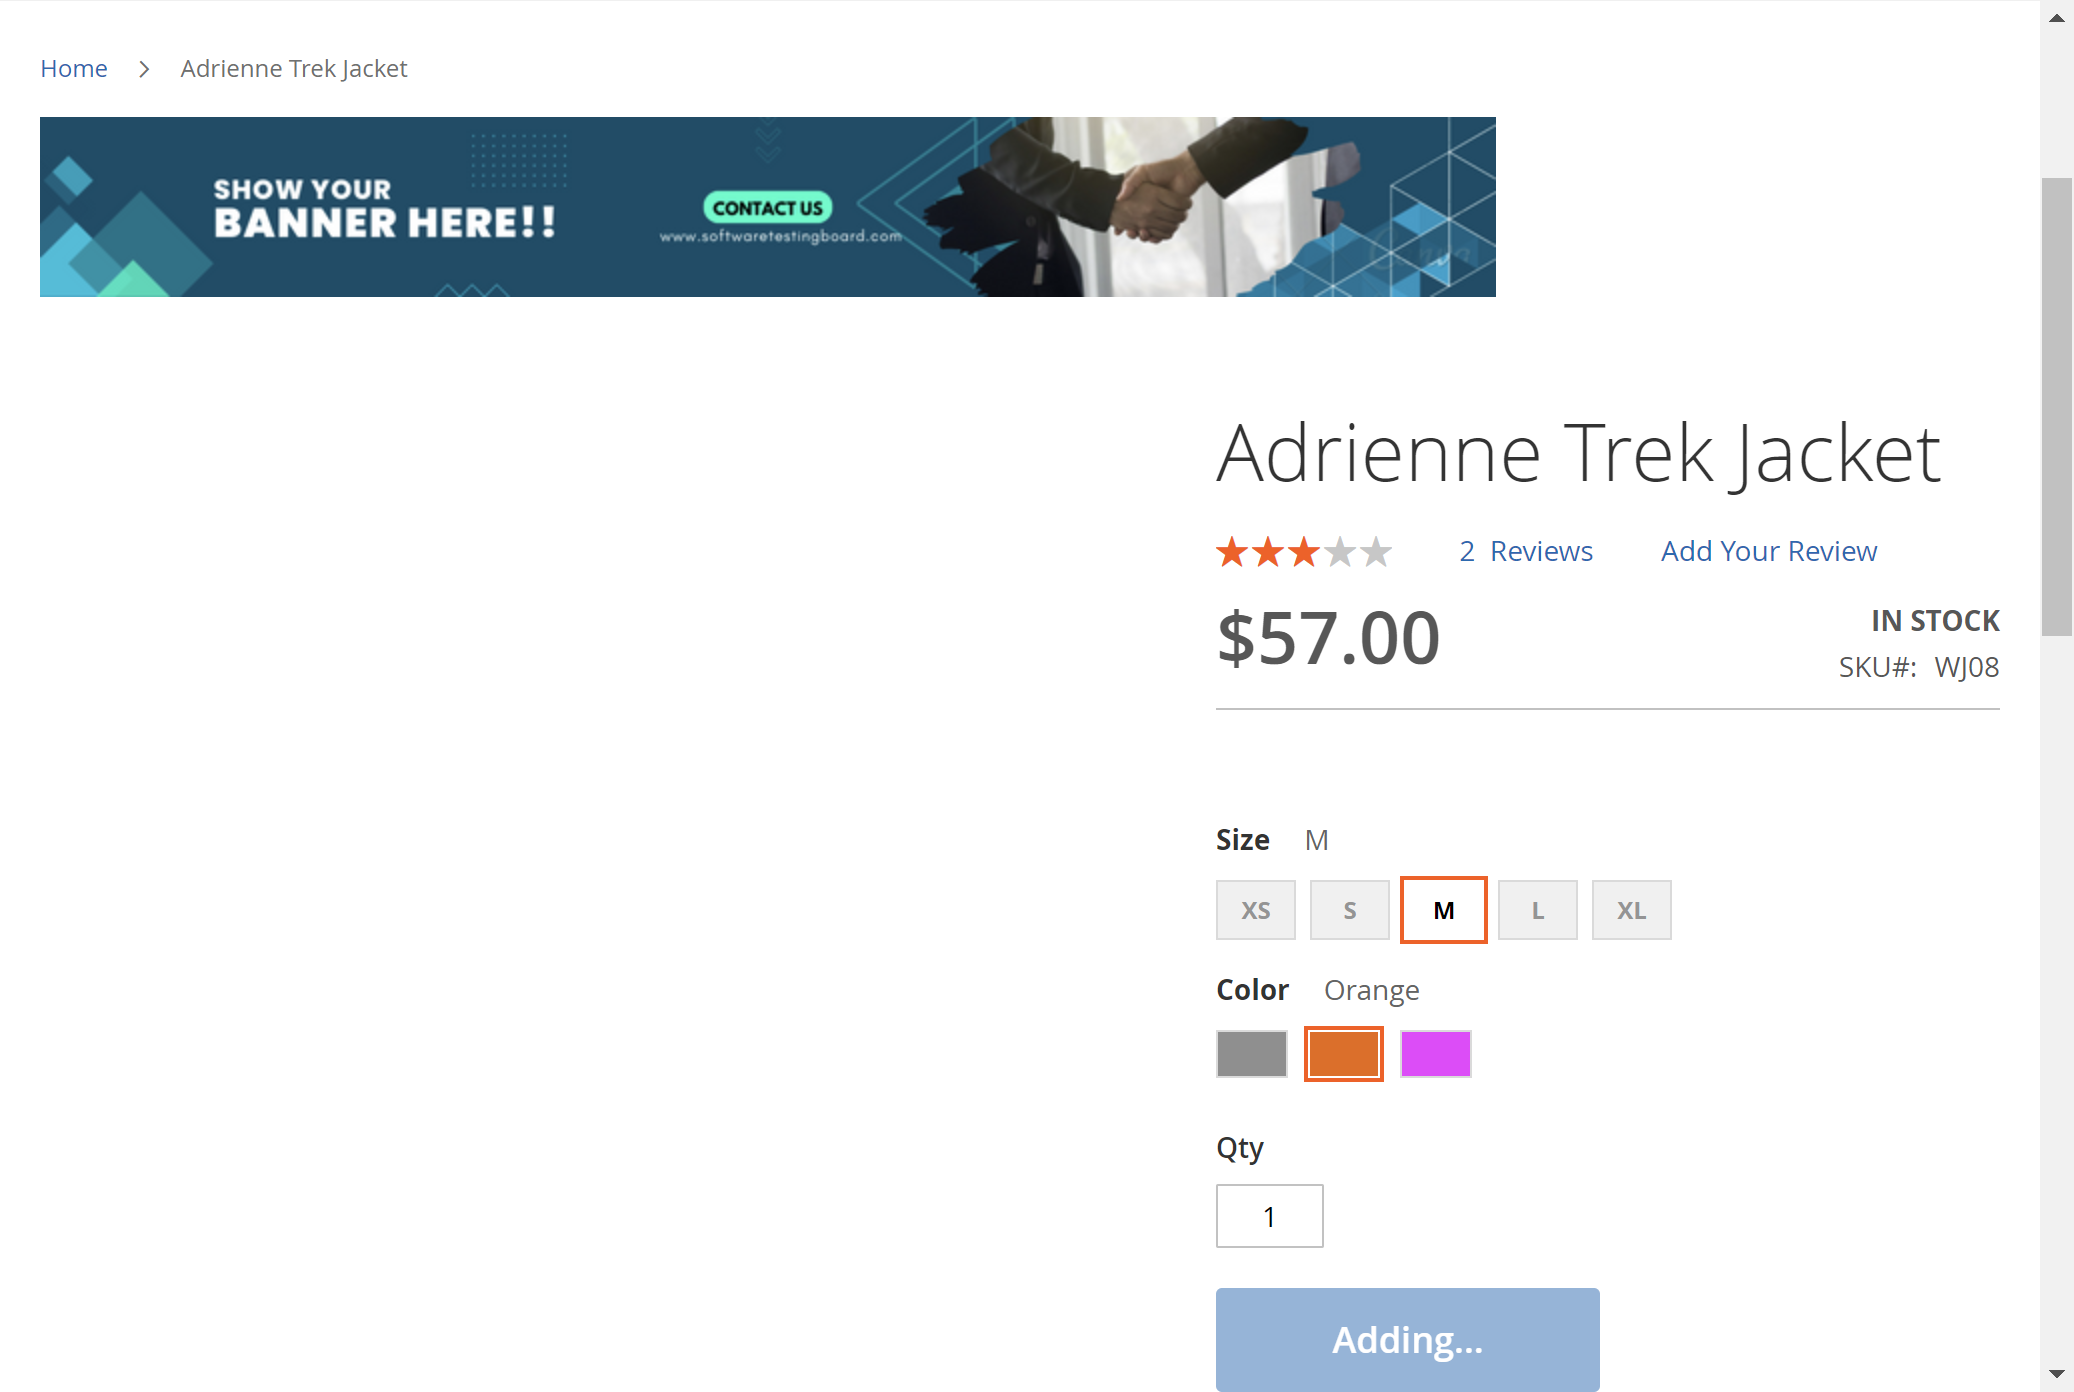 Home > Adrienne Trek Jacket
SHOW YOUR
BANNER HERE!!
CONTACT US
www.softwaretestingboard.com
Adrienne Trek Jacket
2 Reviews Add Your Review
$57.00
IN STOCK
SKU#: WJ08
Size M
XS S M L XL
Color Orange
Qty
1
Adding...